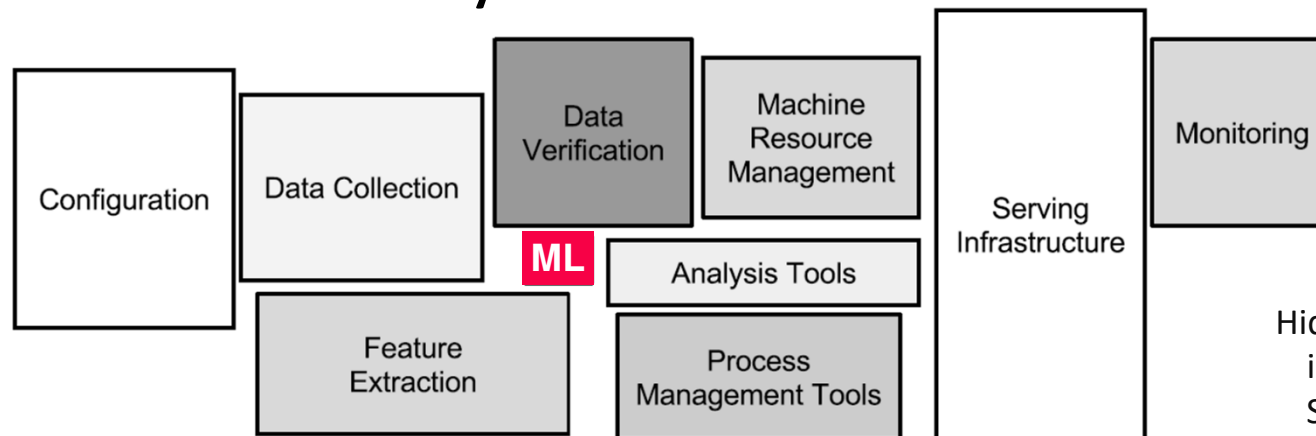 Configuration
Data Collection
Data
Verification
Machine
Resource
Management
Serving
Infrastructure
Monitoring
ML
Analysis Tools
Feature
Extraction
Process
Management Tools